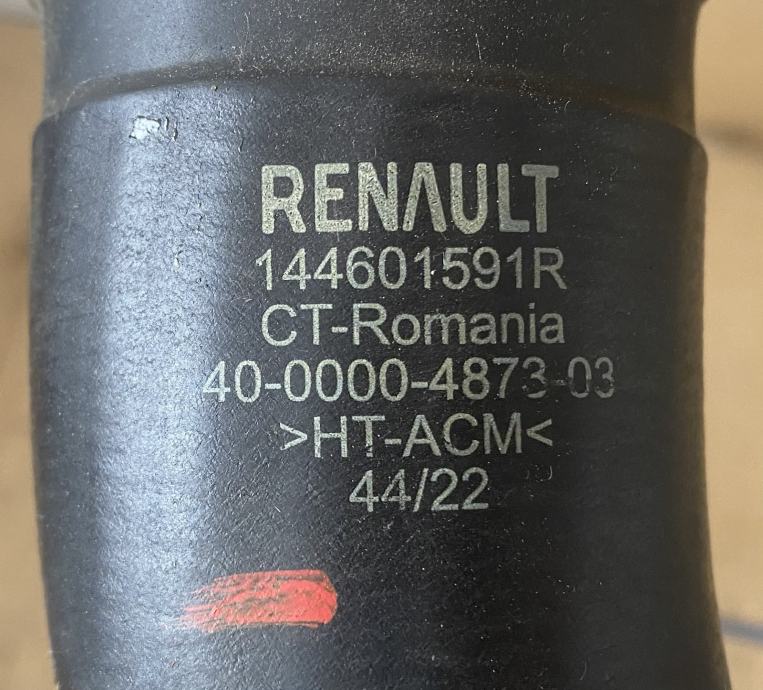 RENAULT
144601591R
CT-Romania
40-0000-4873-03
>HT-ACM<
44/22